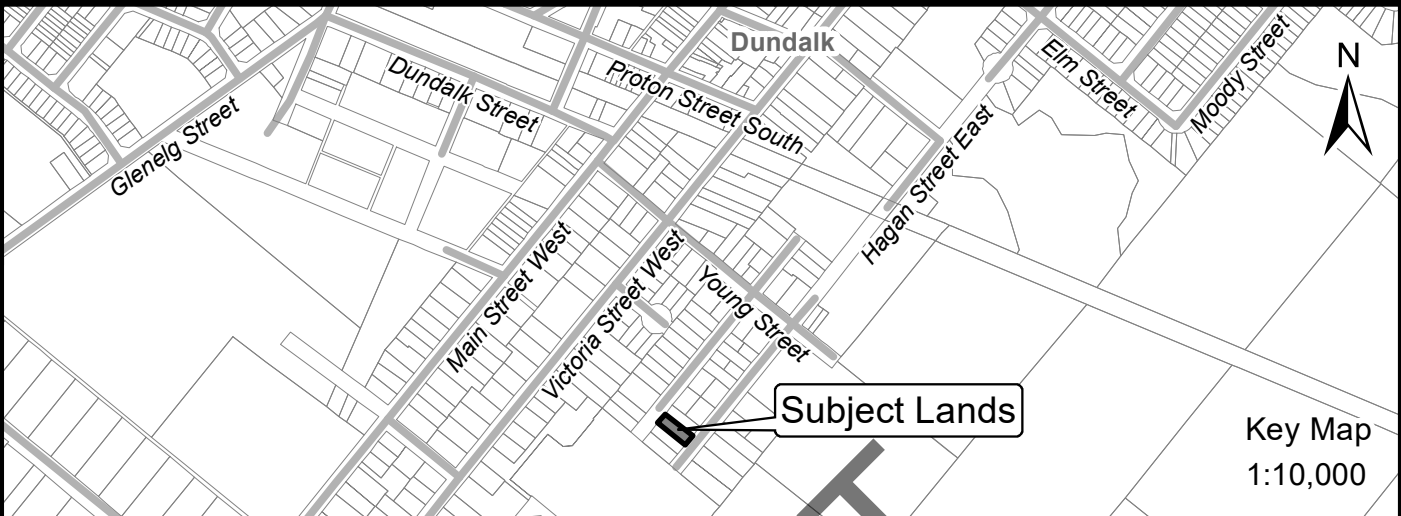 Dundalk
N
Elm Street
Moody Street
Dundalk Street
Proton Street South
Glenelg Street
Hagan Street East
Main Street West
Victoria Street West
Young Street
Subject Lands
Key Map
1:10,000